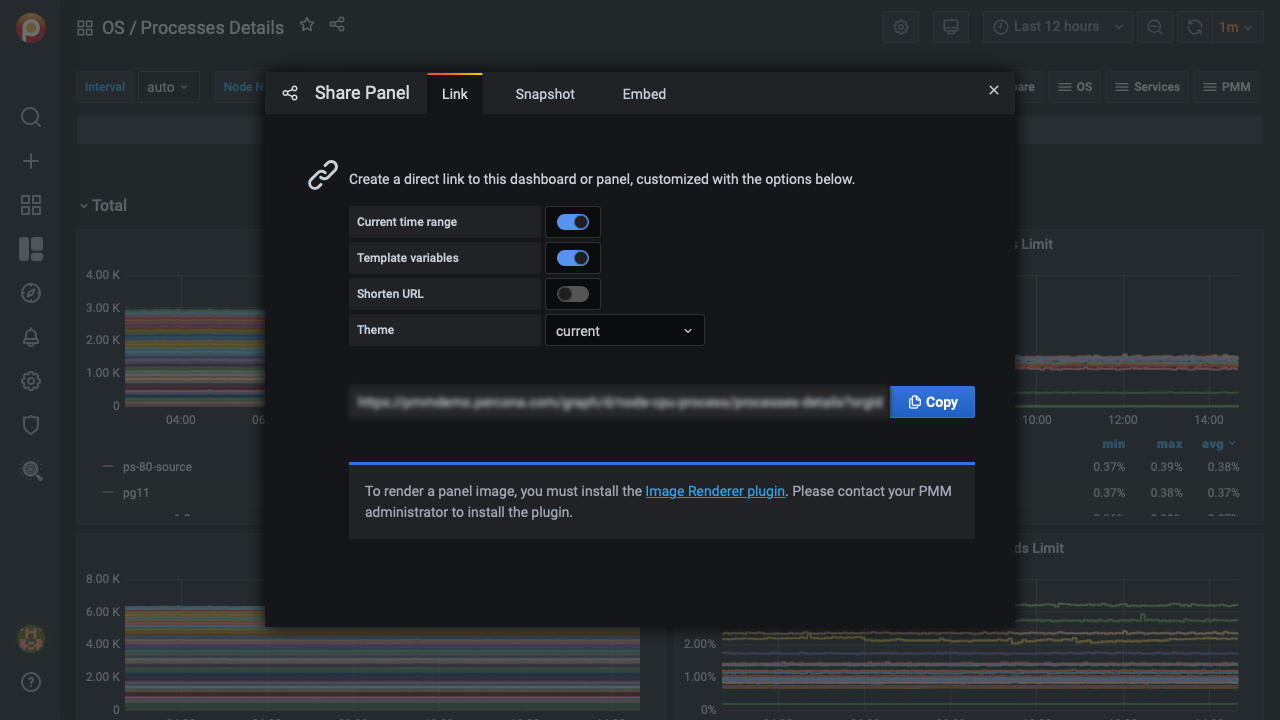 OS / Processes Details
Last 12 hours
1m
Interval
auto
Node N
are
OS
Services
PMM
Share Panel
Link
Snapshot
Embed
Create a direct link to this dashboard or panel, customized with the options below.
Current time range
Template variables
Shorten URL
Theme
current
Copy
To render a panel image, you must install the Image Renderer plugin. Please contact your PMM
administrator to install the plugin.
Total
4.00 K
3.00 K
2.00 K
1.00 K
0
04:00
06
ps-80-source
pg11
s Limit
10:00
12:00
14:00
min
max
avg
0.37%
0.39%
0.38%
0.37%
0.38%
0.37%
8.00 K
6.00 K
4.00 K
2.00 K
0
ds Limit
2.00%
1.00%
0%